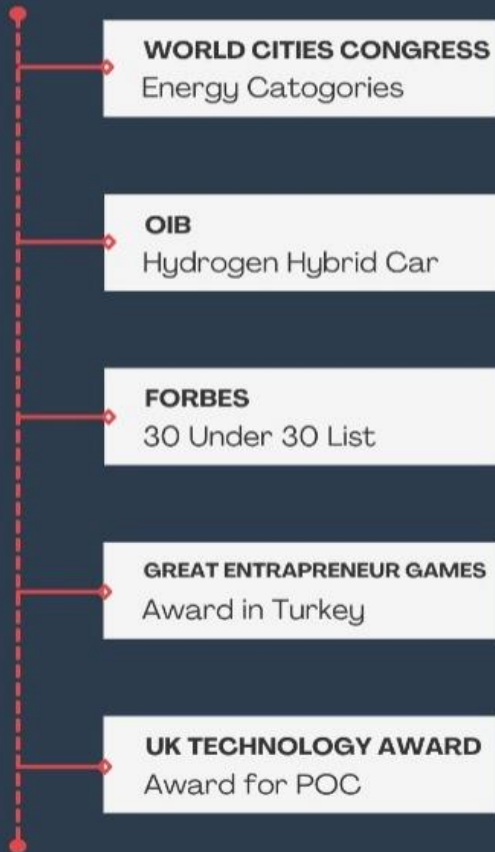 WORLD CITIES CONGRESS
Energy Catogories
OIB
Hydrogen Hybrid Car
FORBES
30 Under 30 List
GREAT ENTRAPRENEUR GAMES
Award in Turkey
UK TECHNOLOGY AWARD
Award for POC